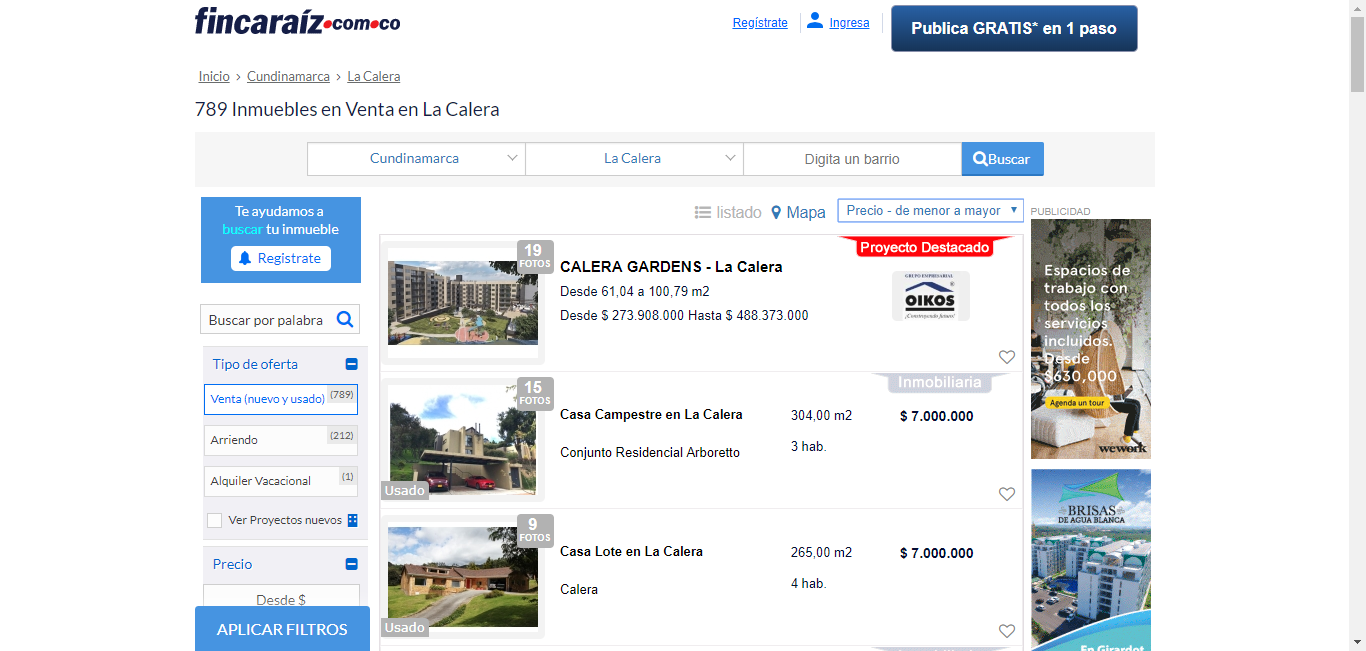 fincaraíz.com.co
Regístrate
Ingresa
Publica GRATIS* en 1 paso
Inicio › Cundinamarca › La Calera
789 Inmuebles en Venta en La Calera
Cundinamarca
La Calera
Digita un barrio
Buscar
Te ayudamos a
buscar tu inmueble
Registrate
listado
Mapa
Precio - de menor a mayor
PUBLICIDAD
Buscar por palabra
Tipo de oferta
Venta (nuevo y usado) (789)
Arriendo (212)
Alquiler Vacacional (1)
Ver Proyectos nuevos
Precio
Desde $
APLICAR FILTROS
19
FOTOS
CALERA GARDENS - La Calera
Desde 61,04 a 100,79 m2
Desde $ 273.908.000 Hasta $ 488.373.000
Proyecto Destacado
GRUPO EMPRESARIAL
OIKOS
¡Construyendo futuro!
15
FOTOS
Usado
Casa Campestre en La Calera
Conjunto Residencial Arboretto
304,00 m2
3 hab.
Inmobiliaria
$ 7.000.000
9
FOTOS
Usado
Casa Lote en La Calera
Calera
265,00 m2
4 hab.
$ 7.000.000
Espacios de
trabajo con
todos los
servicios
incluidos.
Desde
$630,000
Agenda un tour
wework
BRISAS
DE AGUA BLANCA
En Girardot